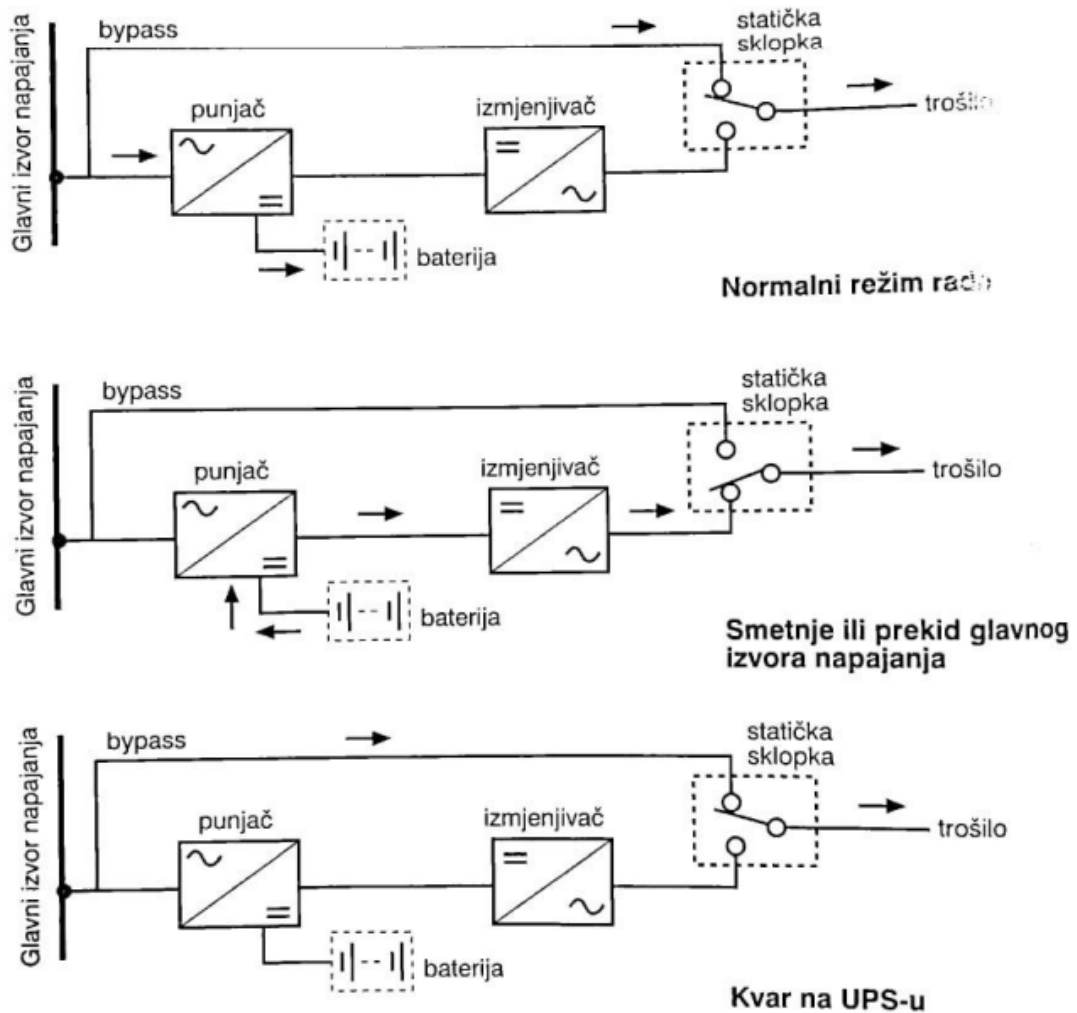 Glavni izvor napajanja
bypass
statička
sklopka
punjač
izmjenjivač
trošilo
baterija
Normalni režim rada
Glavni izvor napajanja
bypass
statička
sklopka
punjač
izmjenjivač
trošilo
baterija
Smetnje ili prekid glavnog
izvora napajanja
Glavni izvor napajanja
bypass
statička
sklopka
punjač
izmjenjivač
trošilo
baterija
Kvar na UPS-u